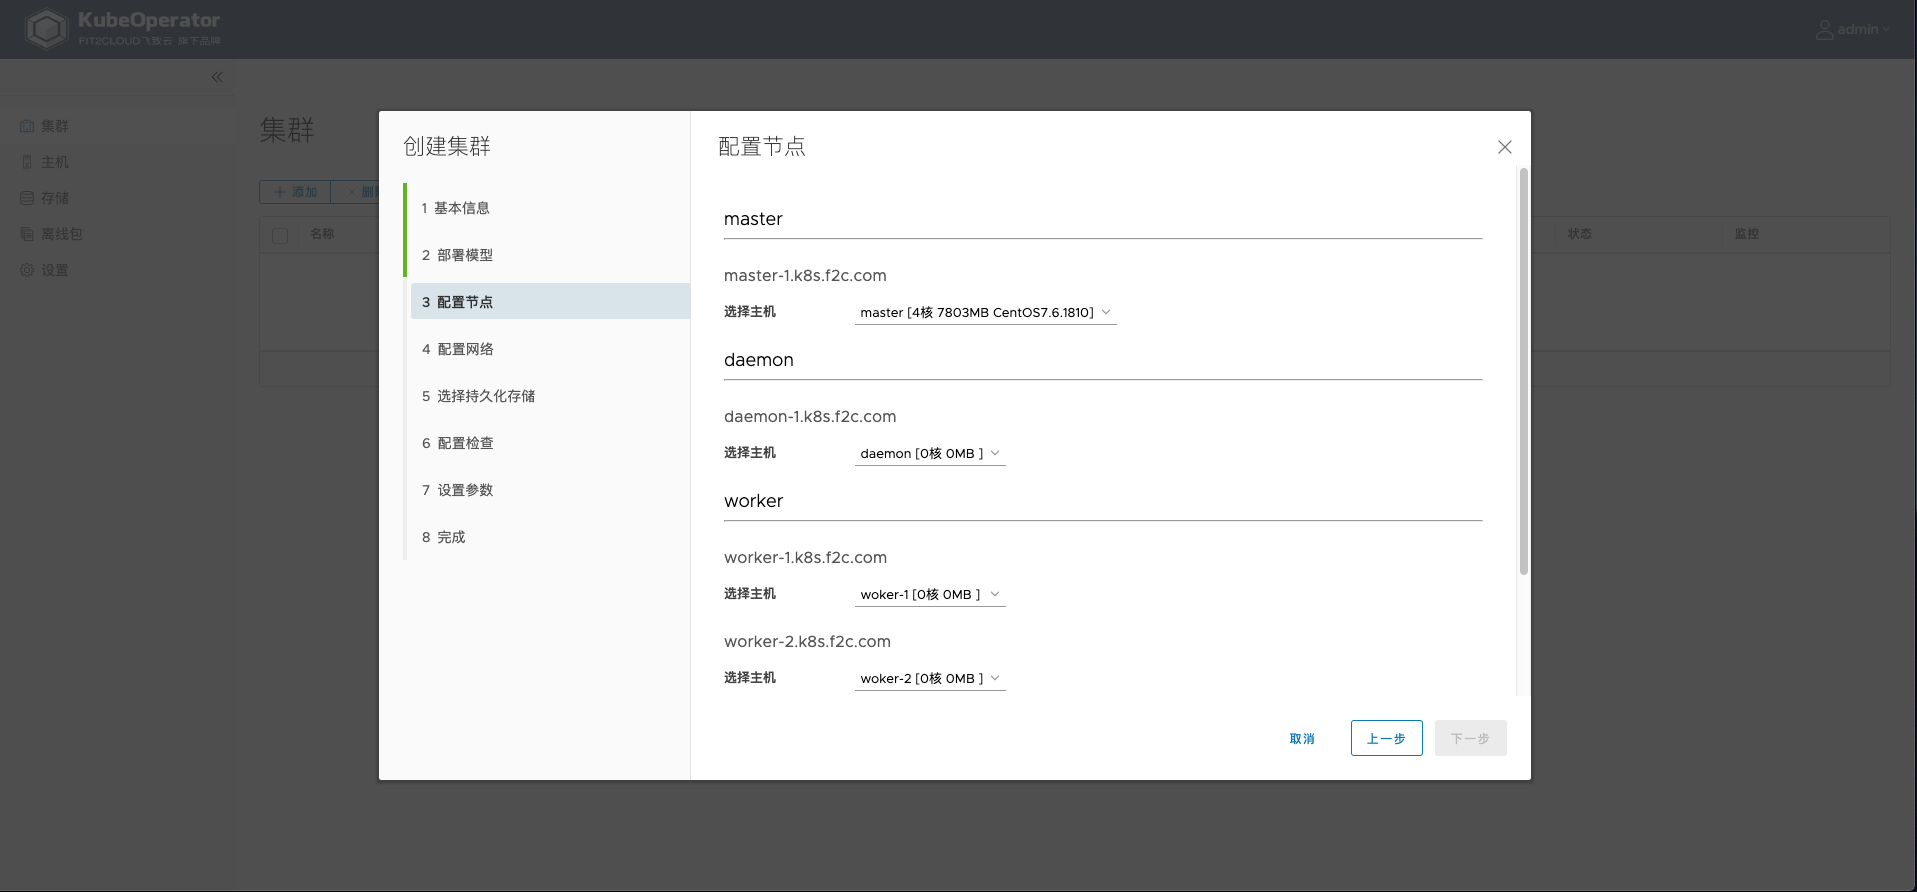 KubeOperator
FIT2CLOUD飞致云 旗下品牌
admin
集群
主机
存储
离线包
设置
集群
添加
名称
状态
监控
创建集群
1 基本信息
2 部署模型
3 配置节点
4 配置网络
5 选择持久化存储
6 配置检查
7 设置参数
8 完成
配置节点
master
master-1.k8s.f2c.com
选择主机 master [4核 7803MB CentOS7.6.1810]
daemon
daemon-1.k8s.f2c.com
选择主机 daemon [0核 0MB ]
worker
worker-1.k8s.f2c.com
选择主机 woker-1 [0核 0MB ]
worker-2.k8s.f2c.com
选择主机 woker-2 [0核 0MB ]
取消 上一步 下一步